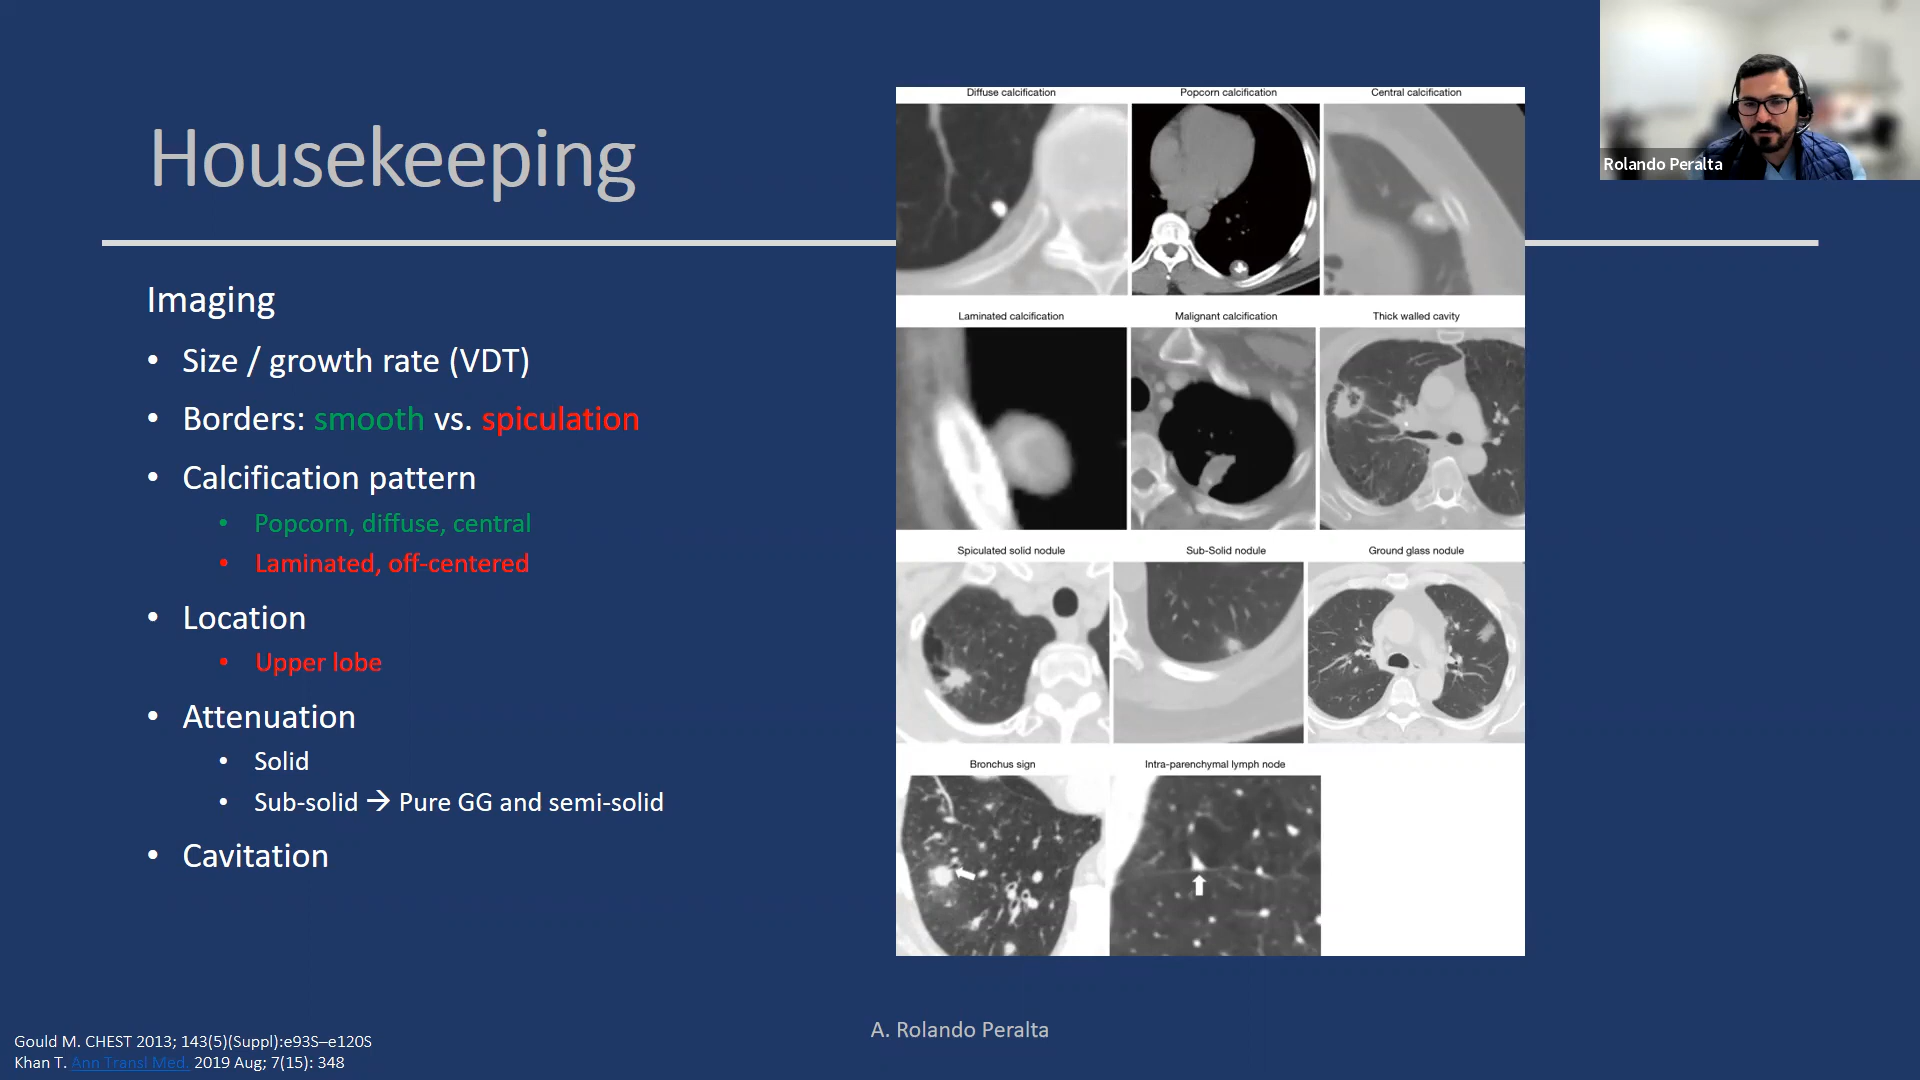 Housekeeping
Imaging
• Size / growth rate (VDT)
• Borders: smooth vs. spiculation
• Calcification pattern
• Popcorn, diffuse, central
• Laminated, off-centered
• Location
• Upper lobe
• Attenuation
• Solid
• Sub-solid → Pure GG and semi-solid
• Cavitation
Diffuse calcification
Popcorn calcification
Central calcification
Laminated calcification
Malignant calcification
Thick walled cavity
Spiculated solid nodule
Sub-Solid nodule
Ground glass nodule
Bronchus sign
Intra-parenchymal lymph node
Rolando Peralta
A. Rolando Peralta
Gould M. CHEST 2013; 143(5)(Suppl):e93S–e120S
Khan T. Ann Transl Med. 2019 Aug; 7(15): 348